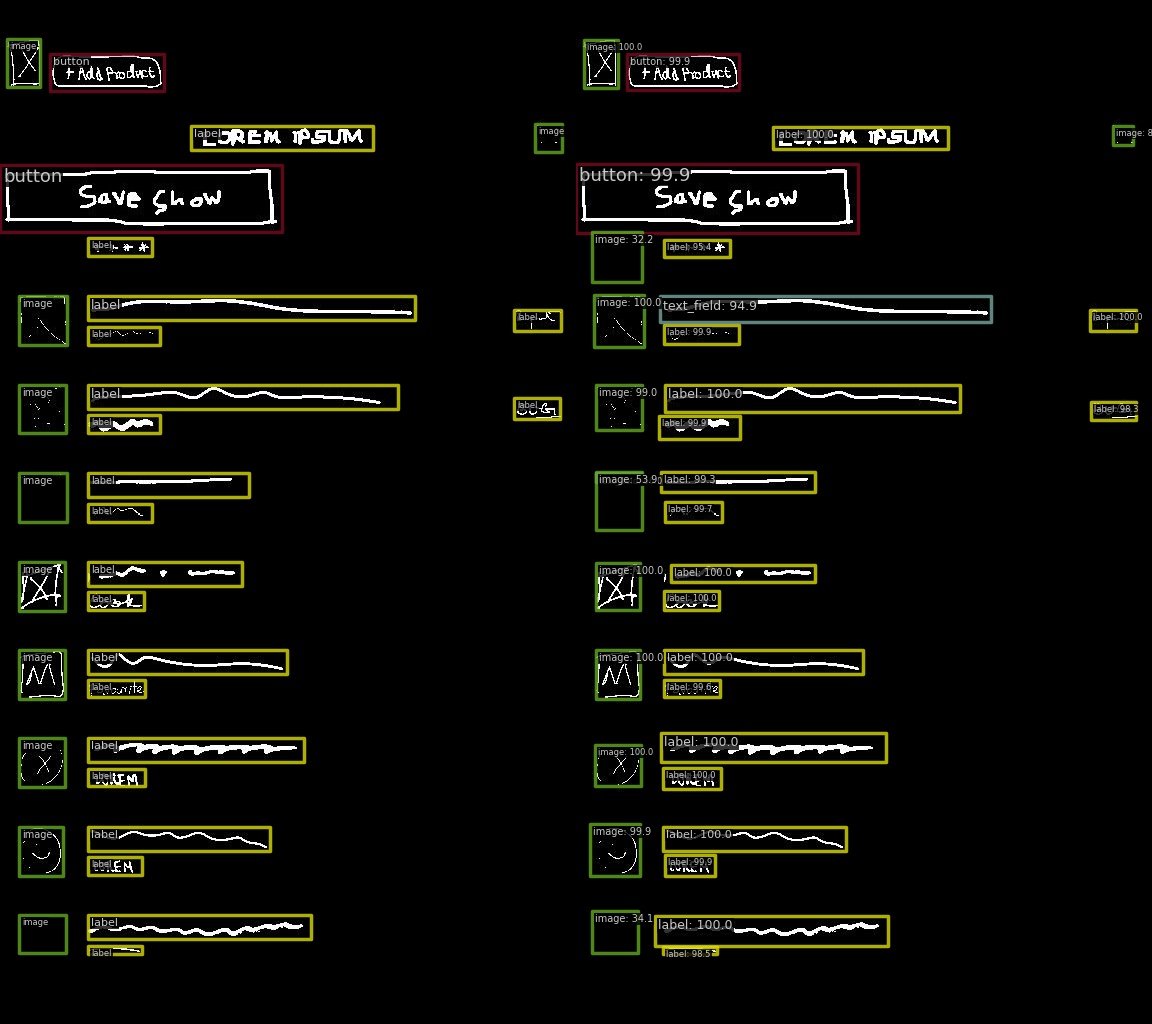 image image: 100.0
button button: 99.9
+ Add Product + Add Product
label LOREM IPSUM image label: 100.0 image: 8
button button: 99.9
Save Show Save Show
label * * image: 32.2 label: 95.4 *
image label image: 100.0 text_field: 94.9
label label label: 99.9 label: 100.0
image label image: 99.0 label: 100.0
label label label: 99.9 label: 98.3
image label image: 53.9 label: 99.3
label label: 99.7
image label image: 100.0 label: 100.0
label label: 100.0
image label image: 100.0 label: 100.0
label label: 99.6
image label image: 100.0 label: 100.0
label LOREM label: 100.0 LOREM
image label image: 99.9 label: 100.0
label LOREM label: 99.9 LOREM
image label image: 34.1 label: 100.0
label label: 98.5